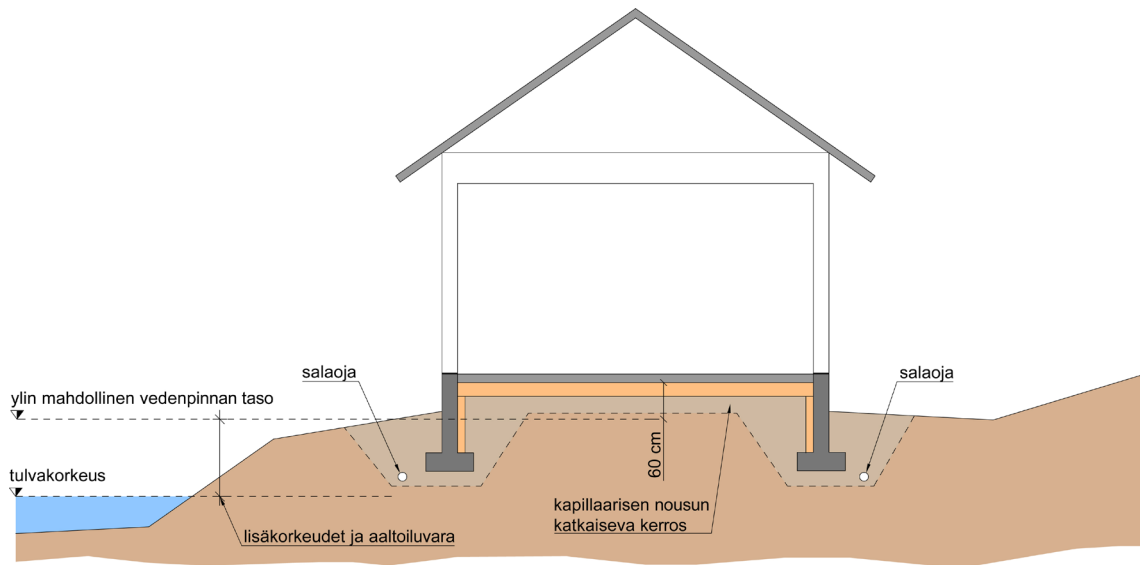 salaoja
salaoja
ylin mahdollinen vedenpinnan taso
60 cm
tulvakorkeus
kapillaarisen nousun
katkaiseva kerros
lisäkorkeudet ja aaltoiluvara